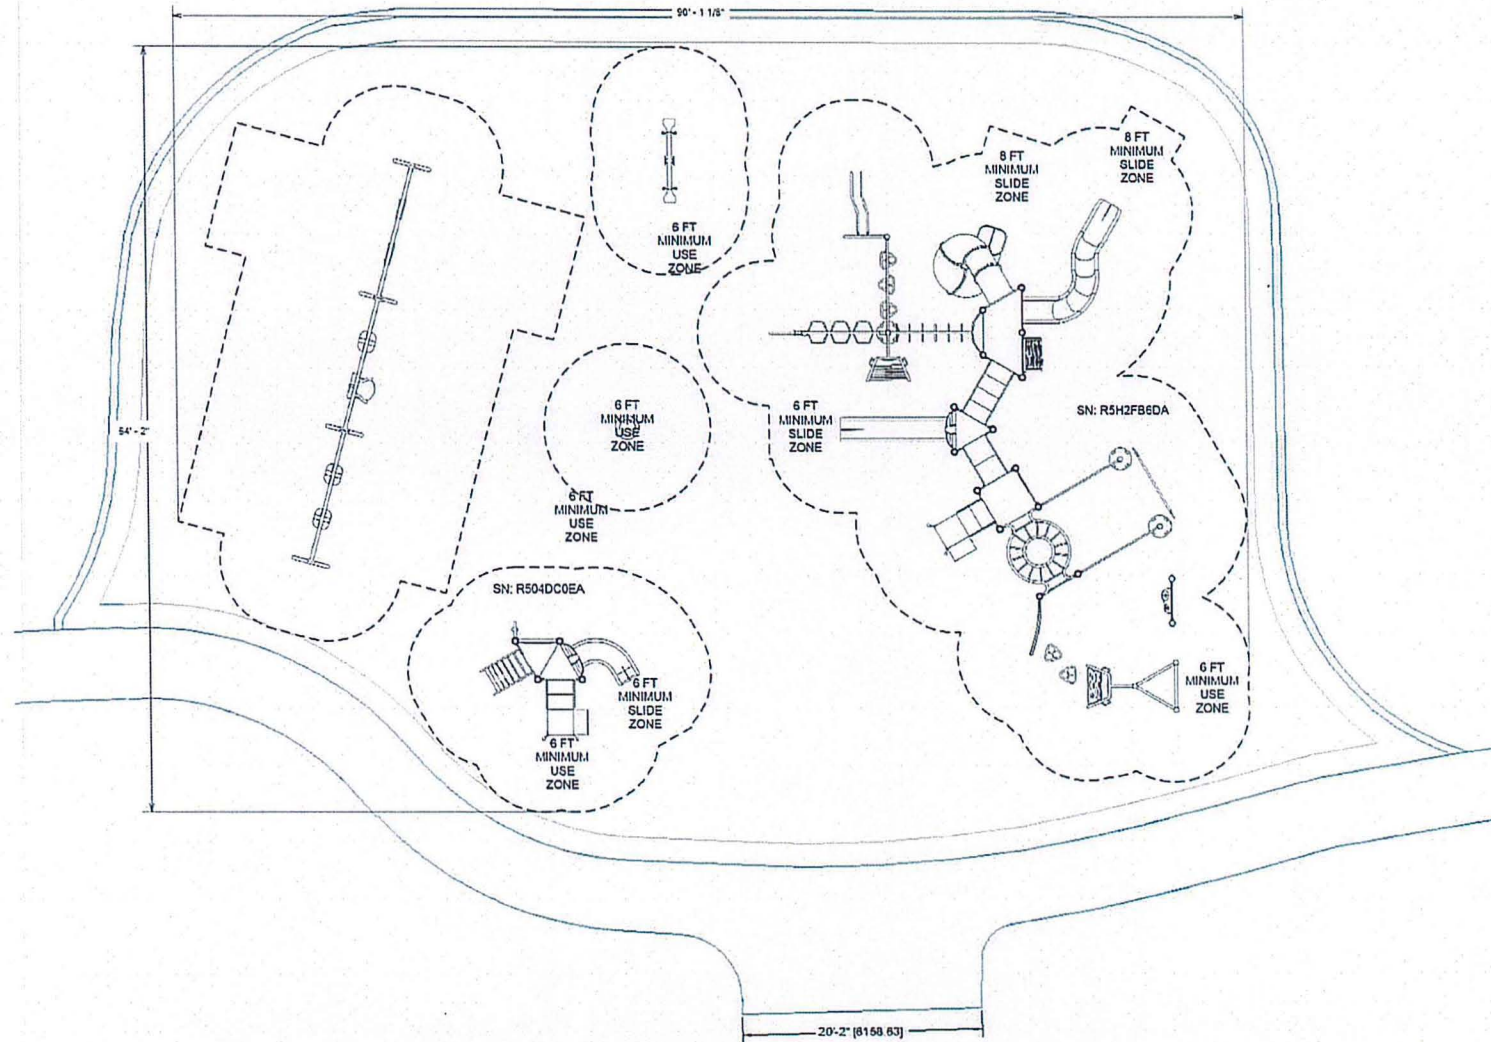 90' - 1 1/8"
8 FT
MINIMUM
SLIDE
ZONE
8 FT
MINIMUM
SLIDE
ZONE
6 FT
MINIMUM
USE
ZONE
64' - 2"
6 FT
MINIMUM
USE
ZONE
6 FT
MINIMUM
SLIDE
ZONE
SN: R5H2FB6DA
6 FT
MINIMUM
USE
ZONE
SN: R504DC0EA
6 FT
MINIMUM
SLIDE
ZONE
6 FT
MINIMUM
USE
ZONE
6 FT
MINIMUM
USE
ZONE
20'-2" [6158.63]